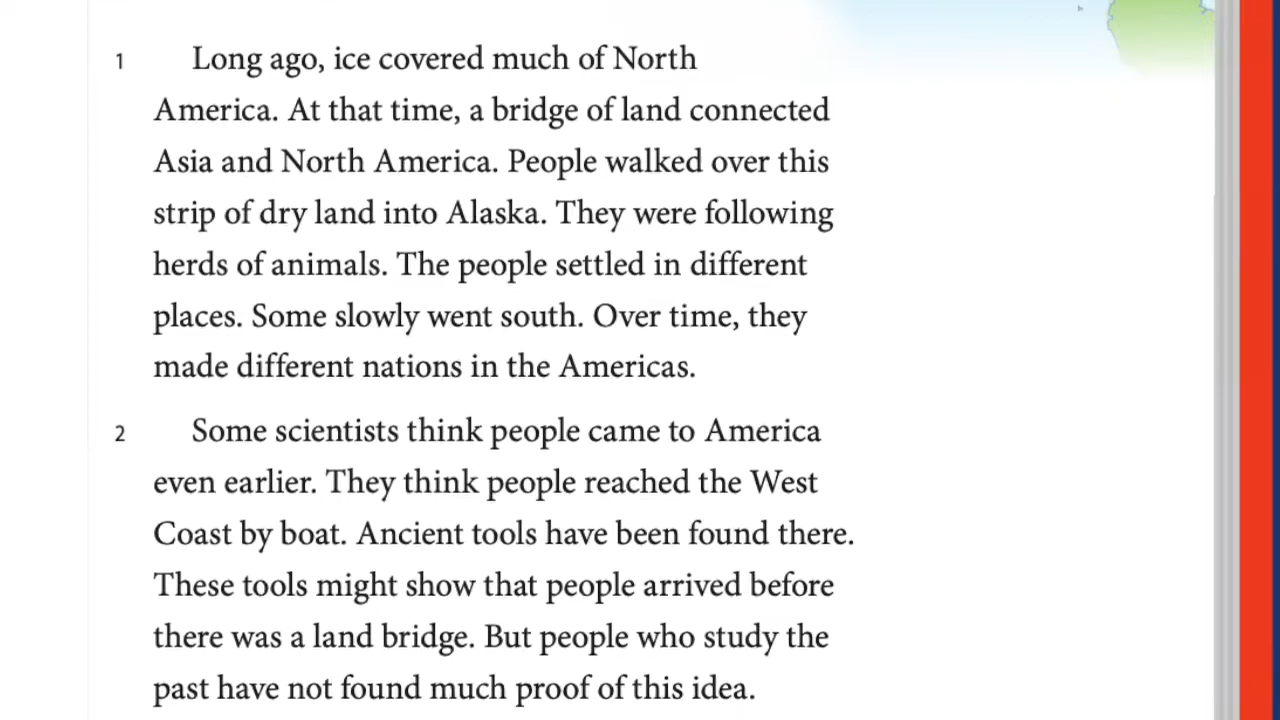 1 Long ago, ice covered much of North
America. At that time, a bridge of land connected
Asia and North America. People walked over this
strip of dry land into Alaska. They were following
herds of animals. The people settled in different
places. Some slowly went south. Over time, they
made different nations in the Americas.
2 Some scientists think people came to America
even earlier. They think people reached the West
Coast by boat. Ancient tools have been found there.
These tools might show that people arrived before
there was a land bridge. But people who study the
past have not found much proof of this idea.